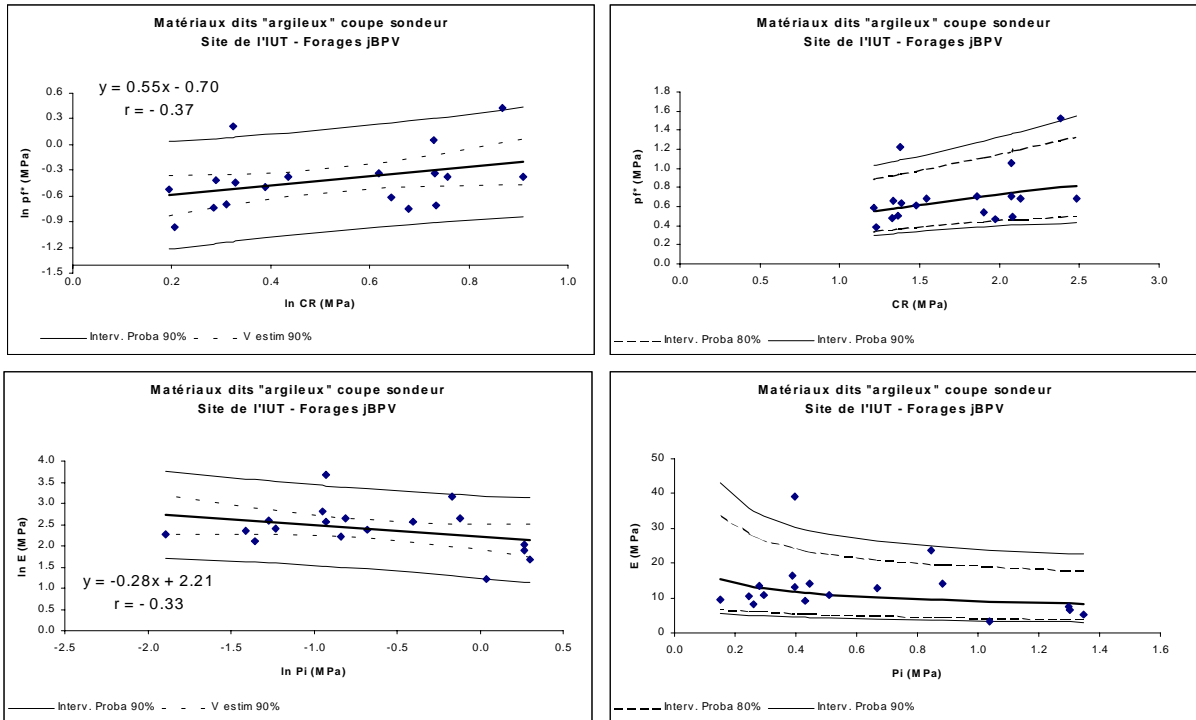 Matériaux dits "argileux" coupe sondeur
Site de l'IUT - Forages jBPV
y = 0.55x - 0.70
r = - 0.37
ln pf* (MPa)
0.6
0.1
-0.4
-0.9
-1.5
0.0
-0.3
-0.6
-0.9
-1.2
-1.5
0.0
0.2
0.4
0.6
0.8
1.0
ln CR (MPa)
Interv. Proba 90%
V estim 90%
Matériaux dits "argileux" coupe sondeur
Site de l'IUT - Forages jBPV
pf* (MPa)
1.8
1.6
1.4
1.2
1.0
0.8
0.6
0.4
0.2
0.0
0.0
0.5
1.0
1.5
2.0
2.5
3.0
CR (MPa)
Interv. Proba 80%
Interv. Proba 90%
Matériaux dits "argileux" coupe sondeur
Site de l'IUT - Forages jBPV
ln E (MPa)
4.0
3.5
3.0
2.5
2.0
1.5
1.0
0.5
0.0
y = -0.28x + 2.21
r = - 0.33
-2.5
-2.0
-1.5
-1.0
-0.5
0.0
0.5
ln Pi (MPa)
Interv. Proba 90%
V estim 90%
Matériaux dits "argileux" coupe sondeur
Site de l'IUT - Forages jBPV
E (MPa)
50
40
30
20
10
0
0.0
0.2
0.4
0.6
0.8
1.0
1.2
1.4
1.6
Pi (MPa)
Interv. Proba 80%
Interv. Proba 90%